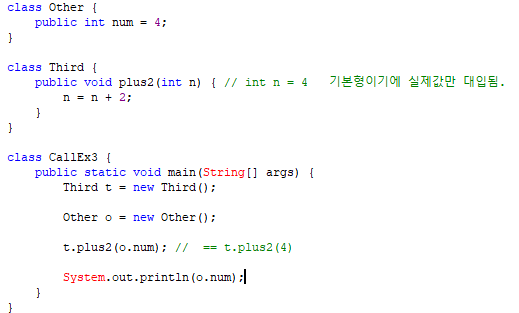 class Other {
    public int num = 4;
}

class Third {
    public void plus2(int n) { // int n = 4   기본형이기에 실제값만 대입됨.
        n = n + 2;
    }
}

class CallEx3 {
    public static void main(String[] args) {
        Third t = new Third();

        Other o = new Other();

        t.plus2(o.num); //  == t.plus2(4)

        System.out.println(o.num);
    }
}